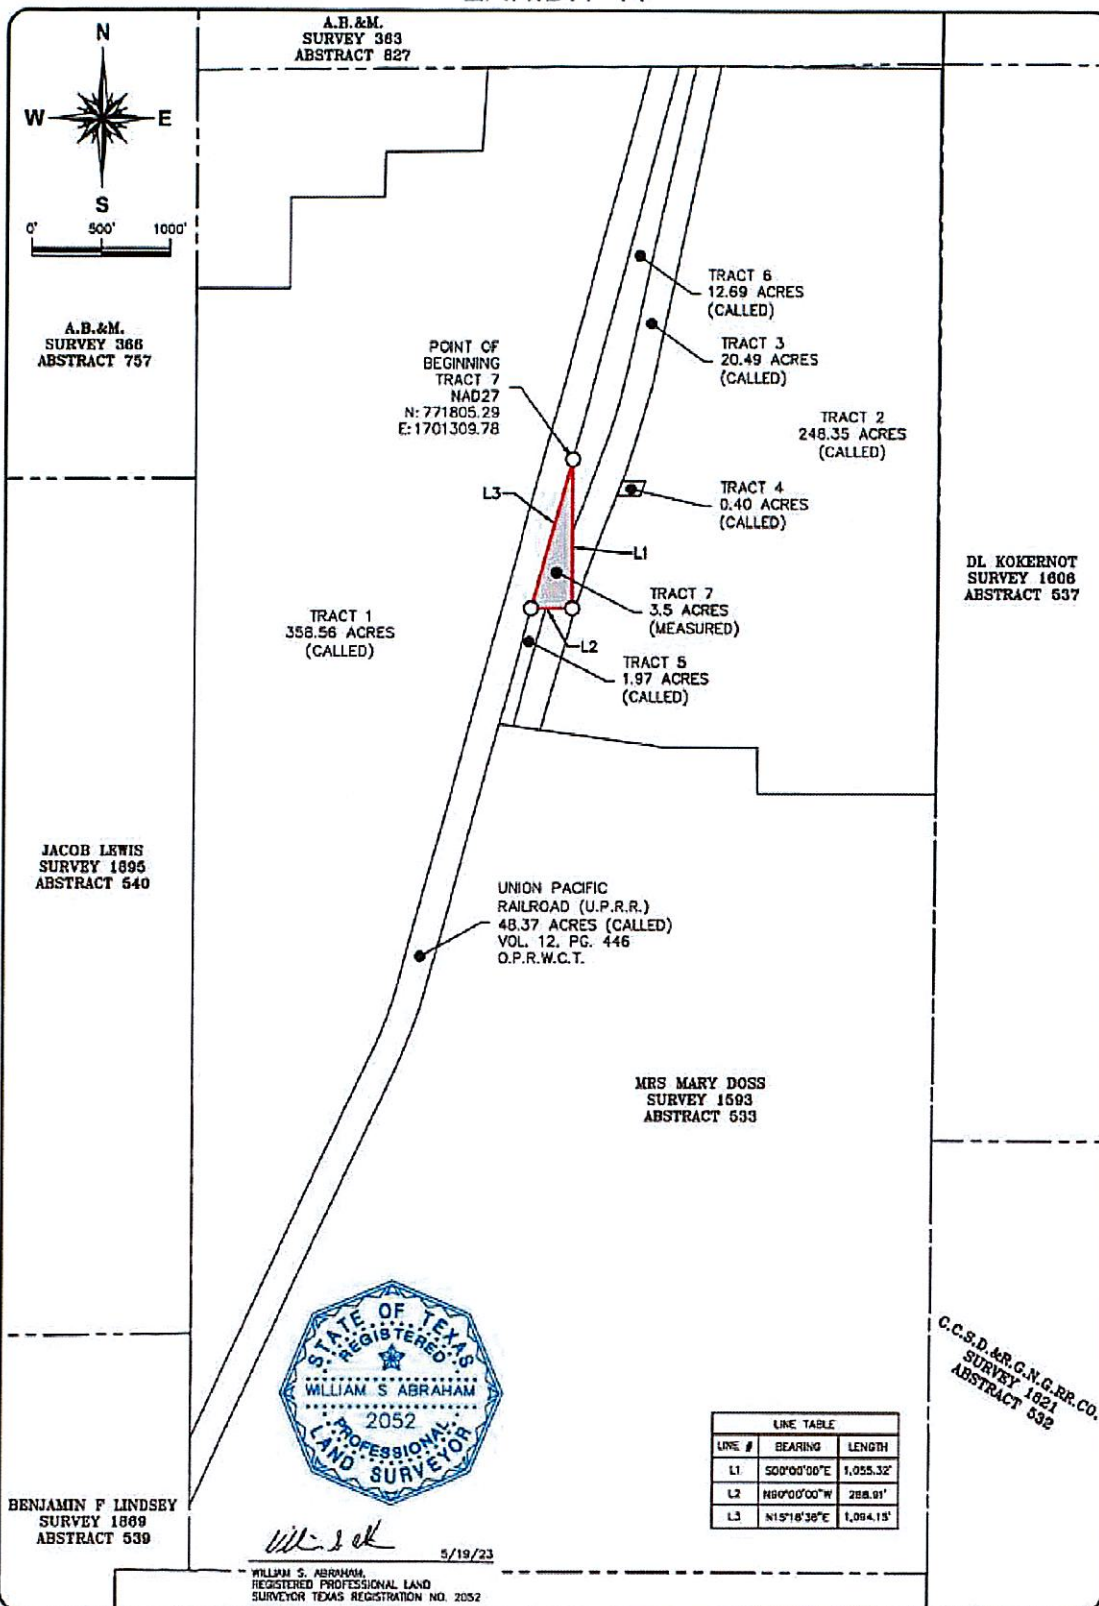 A.B.&M.
SURVEY 363
ABSTRACT 827
N
W
E
S
0'
500'
1000'
A.B.&M.
SURVEY 366
ABSTRACT 757
POINT OF
BEGINNING
TRACT 7
NAD27
N: 771805.29
E: 1701309.78
TRACT 6
12.69 ACRES
(CALLED)
TRACT 3
20.49 ACRES
(CALLED)
TRACT 2
248.35 ACRES
(CALLED)
L3
TRACT 4
0.40 ACRES
(CALLED)
L1
DL KOKERNOT
SURVEY 1606
ABSTRACT 537
TRACT 7
3.5 ACRES
(MEASURED)
TRACT 1
358.56 ACRES
(CALLED)
L2
TRACT 5
1.97 ACRES
(CALLED)
JACOB LEWIS
SURVEY 1895
ABSTRACT 540
UNION PACIFIC
RAILROAD (U.P.R.R.)
48.37 ACRES (CALLED)
VOL. 12, PG. 446
O.P.R.W.C.T.
MRS MARY DOSS
SURVEY 1593
ABSTRACT 533
STATE OF TEXAS
REGISTERED
WILLIAM S ABRAHAM
2052
PROFESSIONAL
LAND SURVEYOR
C.C.S.D.&R.G.N.G.RR.CO.
SURVEY 1821
ABSTRACT 532
LINE TABLE
LINE # BEARING LENGTH
L1 S00°00'00"E 1,055.32'
L2 N90°00'00"W 288.91'
L3 N15°18'38"E 1,094.15'
BENJAMIN F LINDSEY
SURVEY 1869
ABSTRACT 539
5/19/23
WILLIAM S. ABRAHAM,
REGISTERED PROFESSIONAL LAND
SURVEYOR TEXAS REGISTRATION NO. 2052